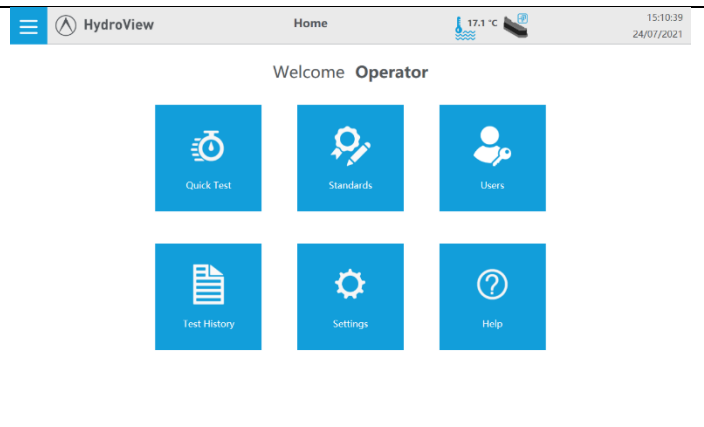 HydroView Home 17.1 °C 15:10:39
24/07/2021
Welcome Operator
Quick Test Standards Users
Test History Settings Help